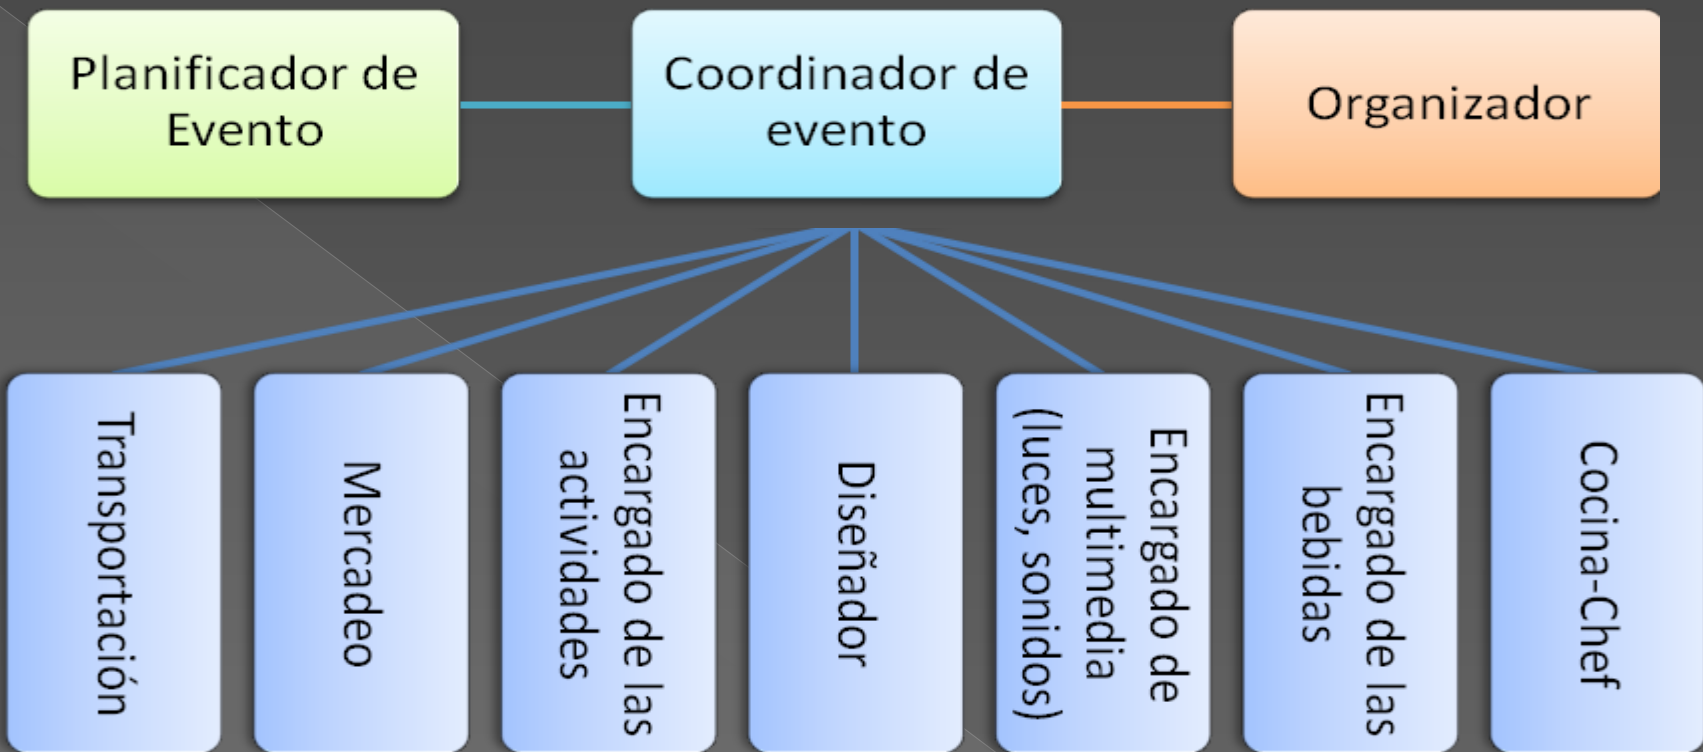 Planificador de
Evento
Coordinador de
evento
Organizador
Transportación
Mercadeo
Encargado de las
actividades
Diseñador
Encargado de
multimedia
(luces, sonidos)
Encargado de las
bebidas
Cocina-Chef